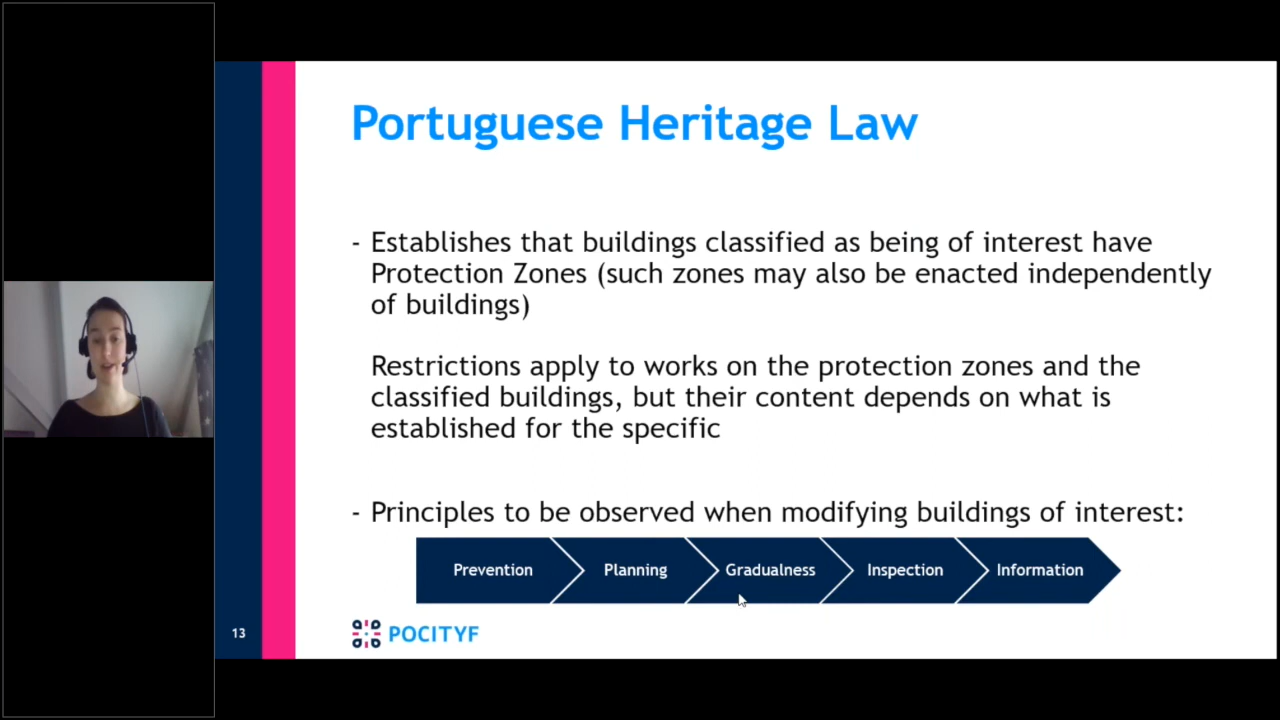 Portuguese Heritage Law
- Establishes that buildings classified as being of interest have
Protection Zones (such zones may also be enacted independently
of buildings)
Restrictions apply to works on the protection zones and the
classified buildings, but their content depends on what is
established for the specific
- Principles to be observed when modifying buildings of interest:
Prevention Planning Gradualness Inspection Information
13
POCITYF